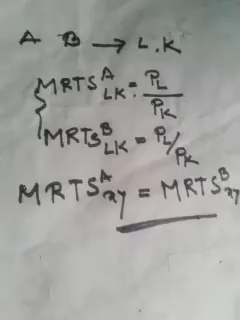 A B → L.K
MRTS^A_LK = P_L/P_K
MRTS^B_LK = P_L/P_K
MRTS^A_xy = MRTS^B_xy